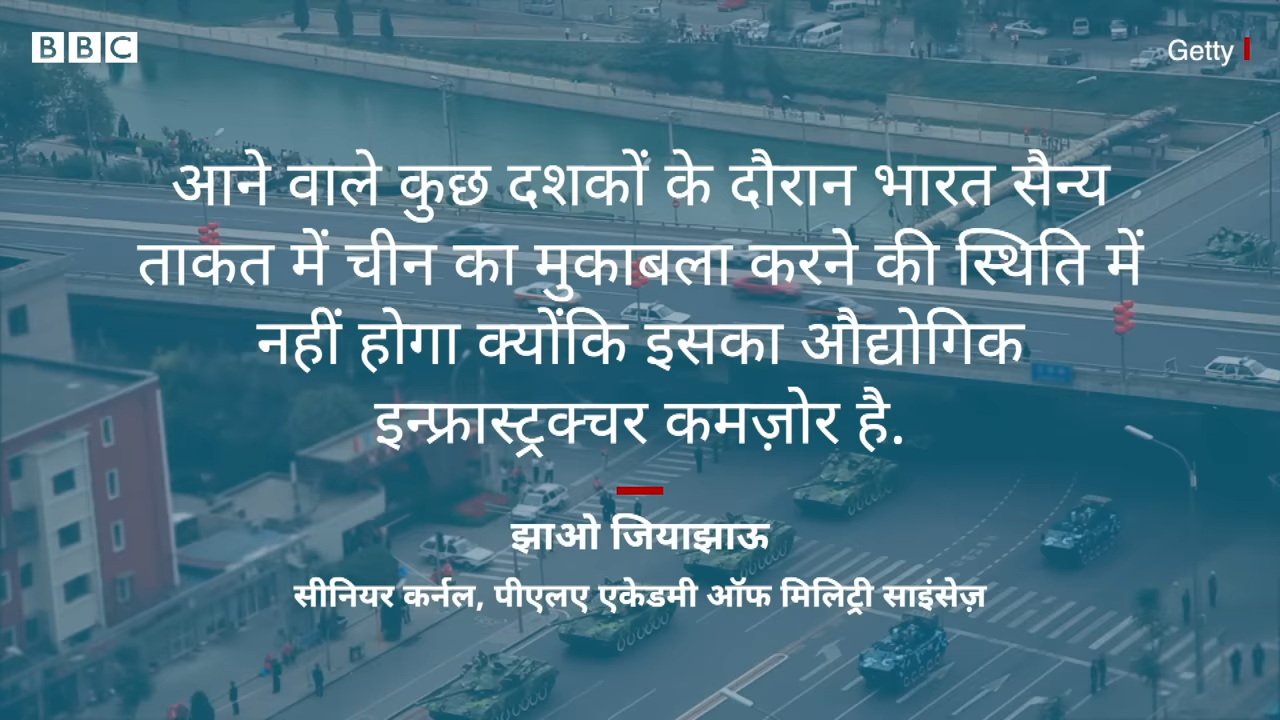 BBC
Getty
आने वाले कुछ दशकों के दौरान भारत सैन्य
ताकत में चीन का मुकाबला करने की स्थिति में
नहीं होगा क्योंकि इसका औद्योगिक
इन्फ्रास्ट्रक्चर कमज़ोर है.
झाओ जियाझाऊ
सीनियर कर्नल, पीएलए एकेडमी ऑफ मिलिट्री साइंसेज़